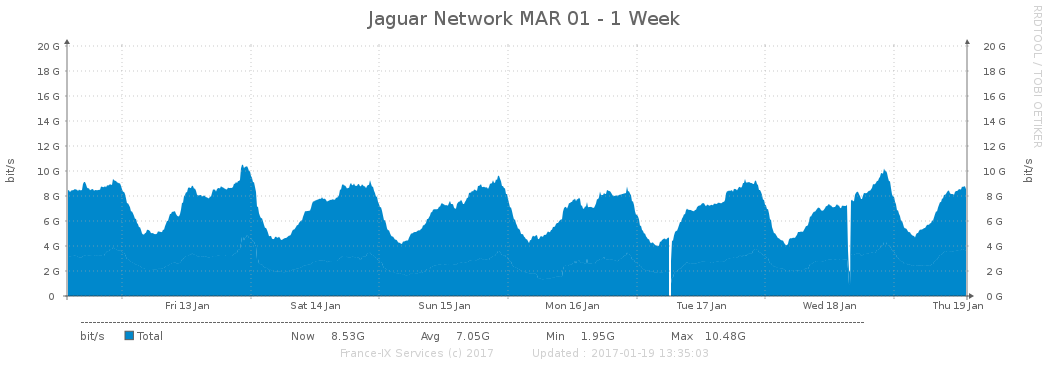 Jaguar Network MAR 01 - 1 Week
RRDTOOL / TOBI OETIKER
bit/s
20 G
18 G
16 G
14 G
12 G
10 G
8 G
6 G
4 G
2 G
0
20 G
18 G
16 G
14 G
12 G
10 G
8 G
6 G
4 G
2 G
0 G
bit/s
Fri 13 Jan Sat 14 Jan Sun 15 Jan Mon 16 Jan Tue 17 Jan Wed 18 Jan Thu 19 Jan
bit/s Total Now 8.53G Avg 7.05G Min 1.95G Max 10.48G
France-IX Services (c) 2017 Updated : 2017-01-19 13:35:03